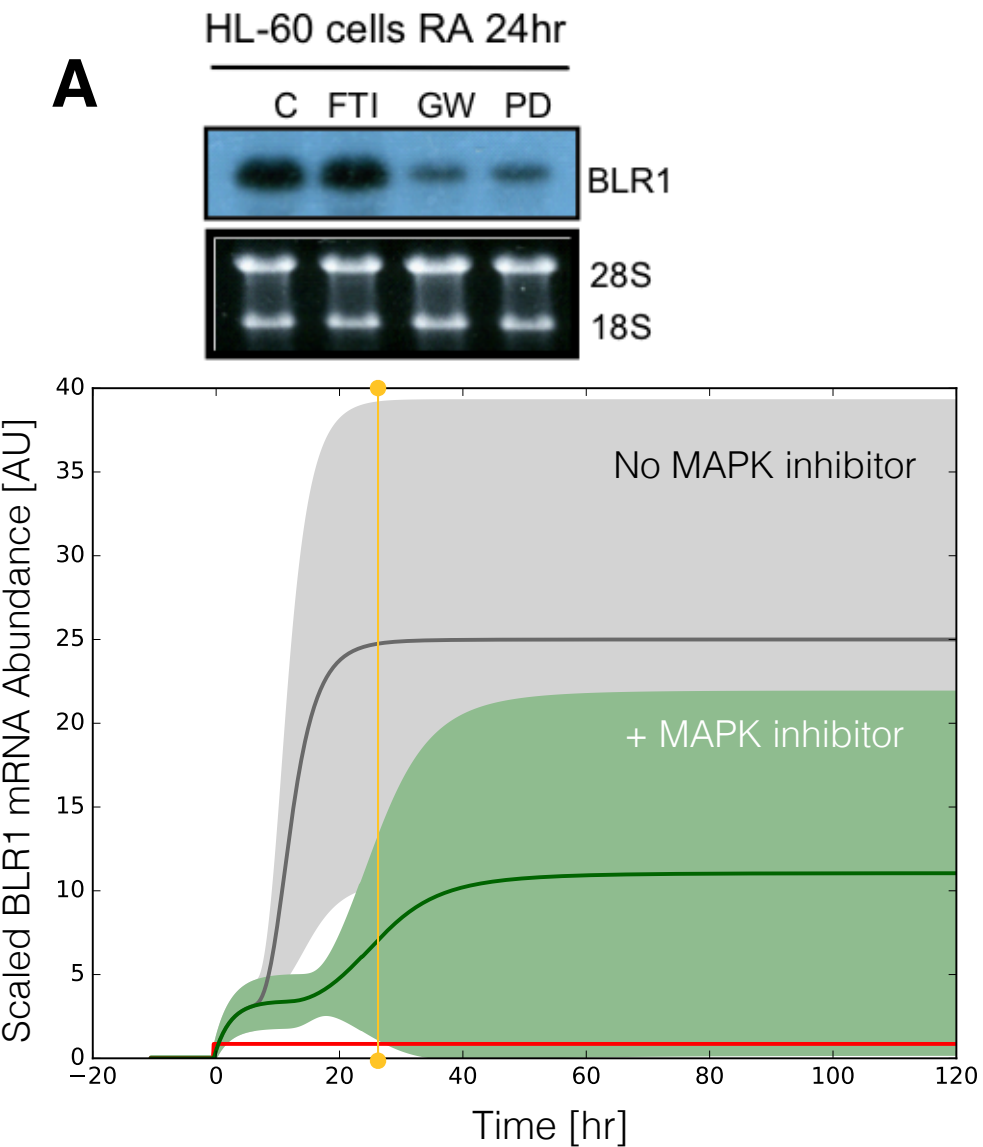 A
HL-60 cells RA 24hr
C FTI GW PD
BLR1
28S
18S
Scaled BLR1 mRNA Abundance [AU]
40
35
30
25
20
15
10
5
0
No MAPK inhibitor
+ MAPK inhibitor
−20 0 20 40 60 80 100 120
Time [hr]